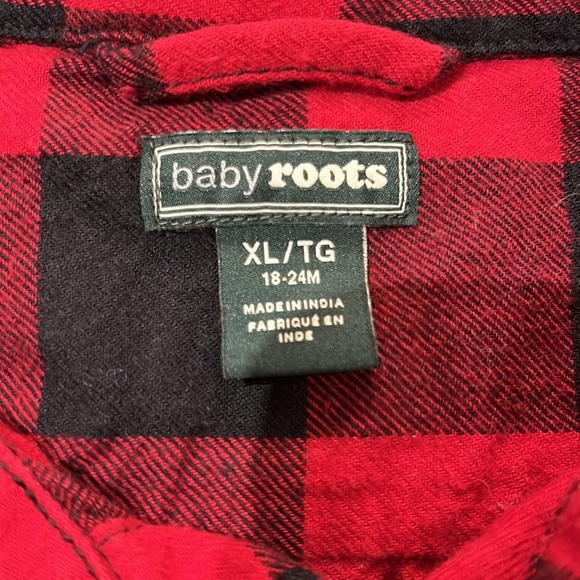 baby roots
XL/TG
18-24M
MADE IN INDIA
FABRIQUÉ EN
INDE